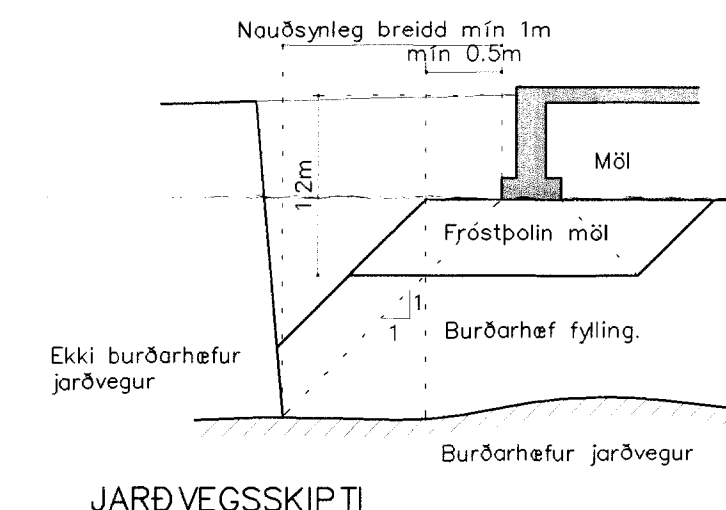 Nauðsynleg breidd mín 1m
mín 0.5m
1,2m
Möl
Fróstþolin möl
1
1
Burðarhæf fylling.
Ekki burðarhæfur
jarðvegur
Burðarhæfur jarðvegur
JARÐVEGSSKIPTI